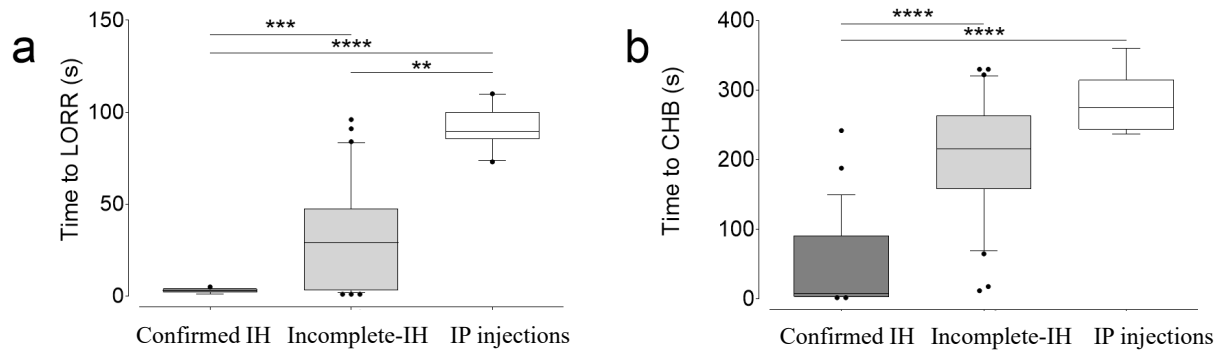 a
Time to LORR (s)
150
100
50
0
***
****
**
Confirmed IH
Incomplete-IH
IP injections
b
Time to CHB (s)
400
300
200
100
0
****
****
Confirmed IH
Incomplete-IH
IP injections